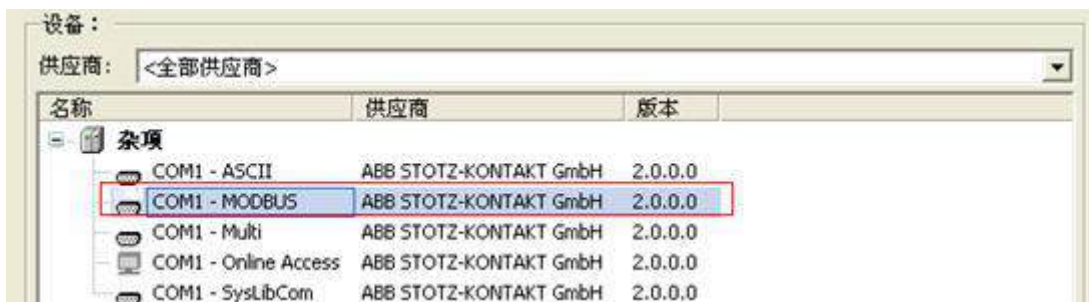 设备：
供应商： <全部供应商>
名称 供应商 版本
杂项
COM1 - ASCII ABB STOTZ-KONTAKT GmbH 2.0.0.0
COM1 - MODBUS ABB STOTZ-KONTAKT GmbH 2.0.0.0
COM1 - Multi ABB STOTZ-KONTAKT GmbH 2.0.0.0
COM1 - Online Access ABB STOTZ-KONTAKT GmbH 2.0.0.0
COM1 - SysLibCom ABB STOTZ-KONTAKT GmbH 2.0.0.0